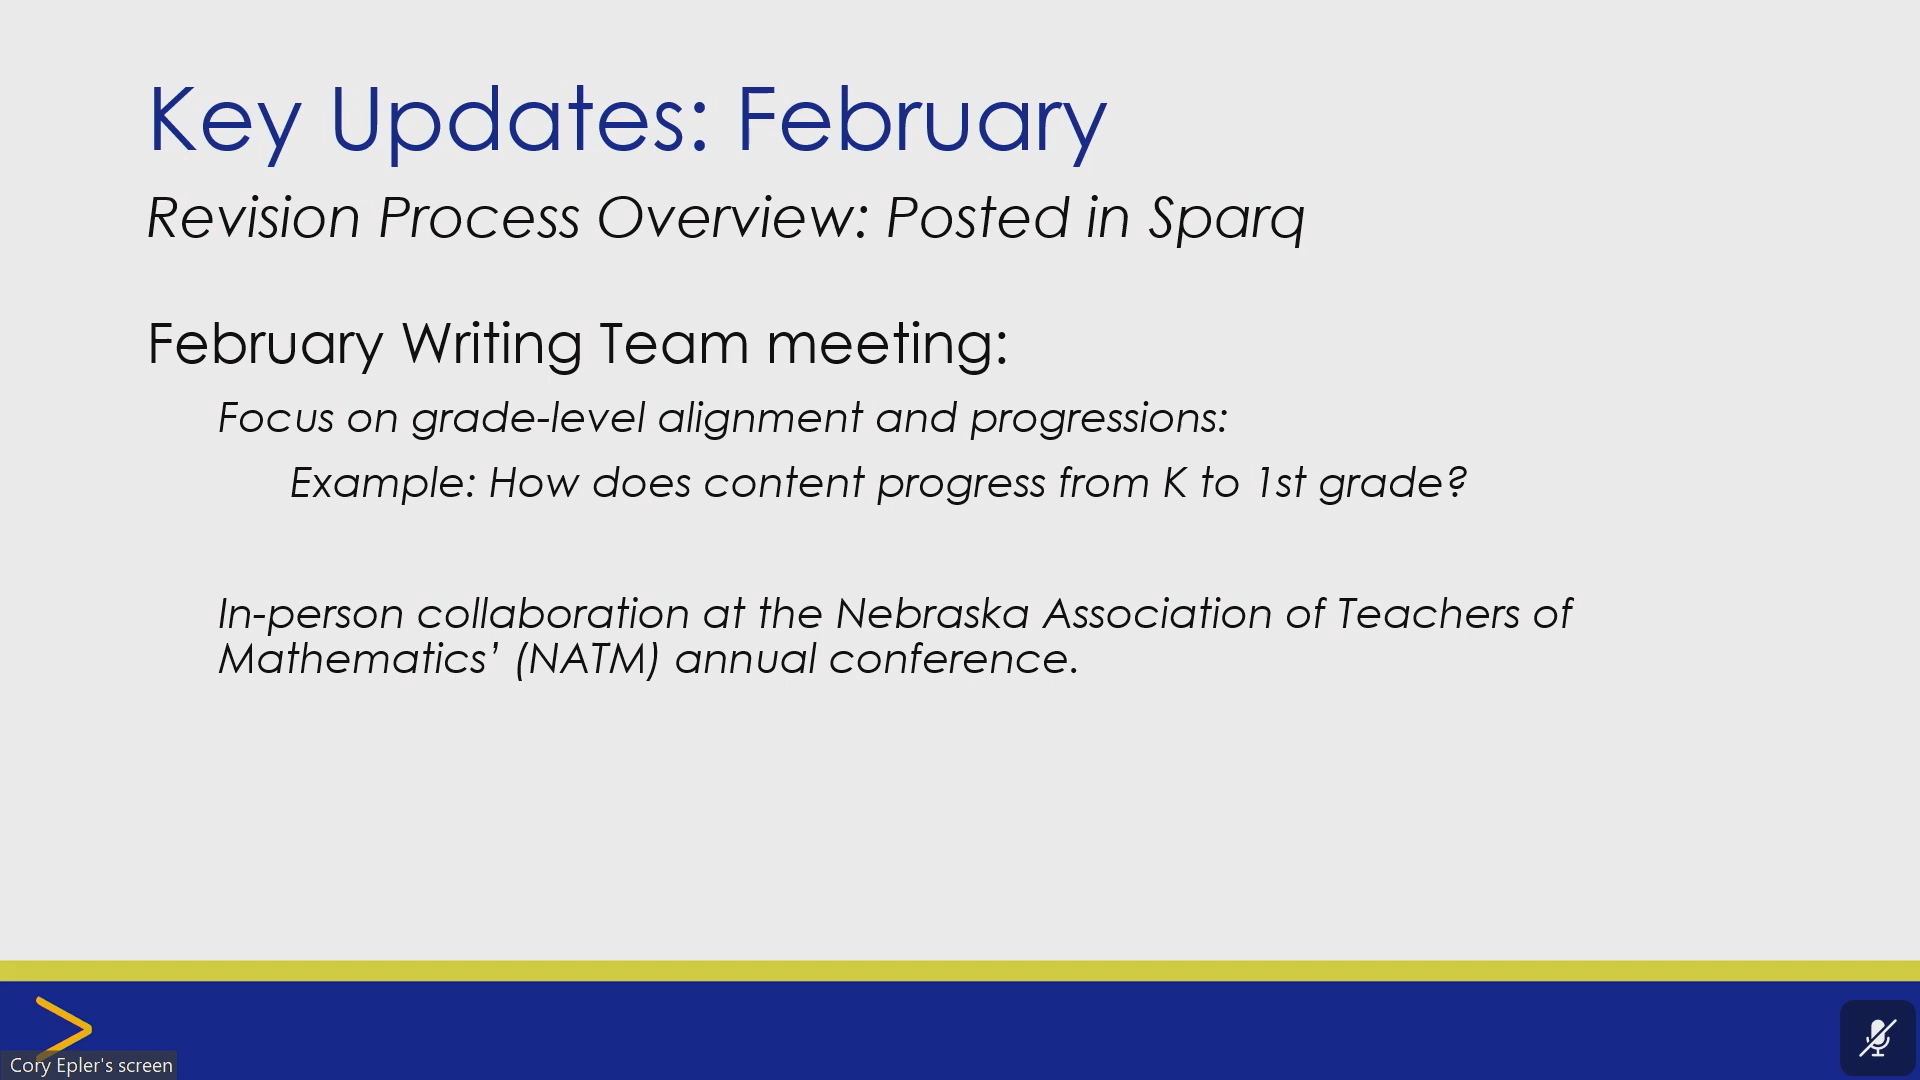 Key Updates: February
Revision Process Overview: Posted in Sparq
February Writing Team meeting:
Focus on grade-level alignment and progressions:
Example: How does content progress from K to 1st grade?
In-person collaboration at the Nebraska Association of Teachers of
Mathematics’ (NATM) annual conference.
Cory Epler's screen